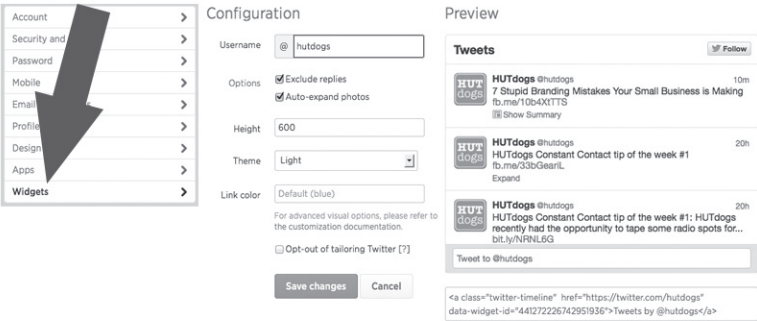 Account
Security and
Password
Mobile
Email
Profile
Design
Apps
Widgets
Configuration
Username @ hutdogs
Options Exclude replies
Auto-expand photos
Height 600
Theme Light
Link color Default (blue)
For advanced visual options, please refer to
the customization documentation.
Opt-out of tailoring Twitter [?]
Save changes Cancel
Preview
Tweets Follow
HUT dogs
HUTdogs @hutdogs 10m
7 Stupid Branding Mistakes Your Small Business is Making
fb.me/10b4XtTTS
Show Summary
HUT dogs
HUTdogs @hutdogs 20h
HUTdogs Constant Contact tip of the week #1
fb.me/33bGeariL
Expand
HUT dogs
HUTdogs @hutdogs 20h
HUTdogs Constant Contact tip of the week #1: HUTdogs
recently had the opportunity to tape some radio spots for...
bit.ly/NRNL6G
Tweet to @hutdogs
<a class="twitter-timeline" href="https://twitter.com/hutdogs"
data-widget-id="441272226742951936">Tweets by @hutdogs</a>